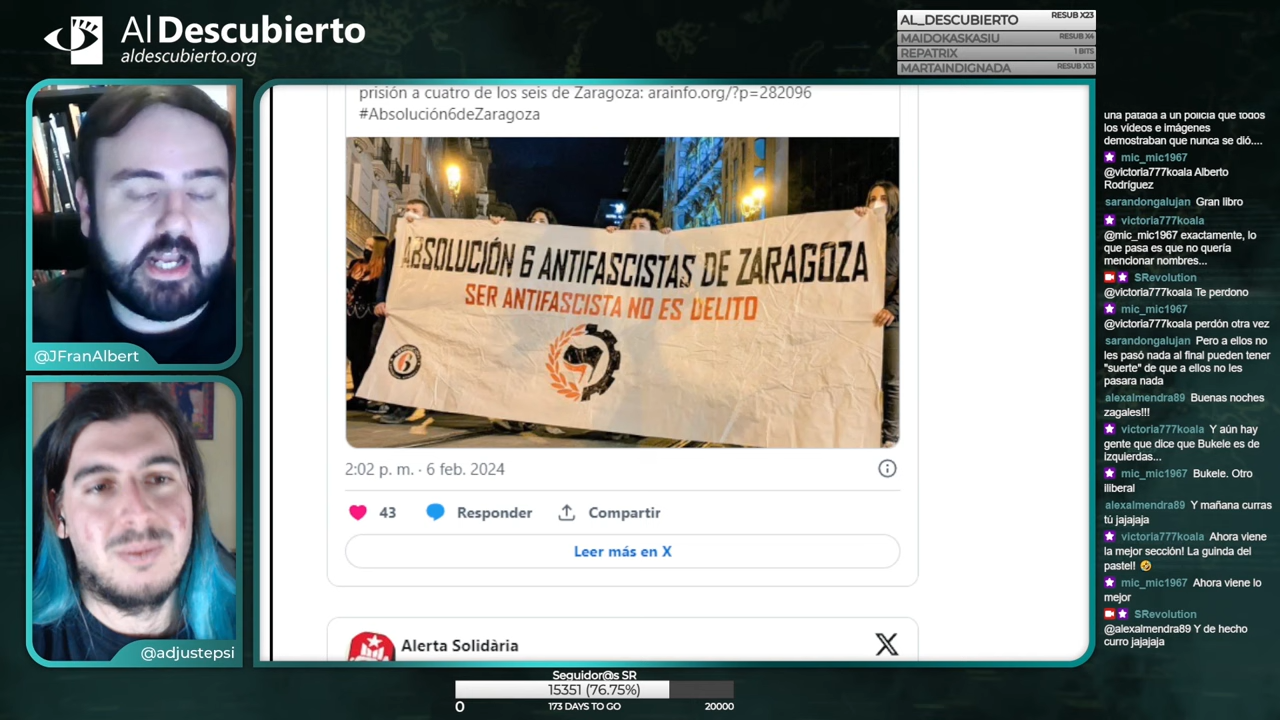 Al Descubierto
aldescubierto.org
AL_DESCUBIERTO RESUB X23
MAIDOKASKASIU RESUB X4
REPATRIX 1 BITS
MARTAINDIGNADA RESUB X13
@JFranAlbert
@adjustepsi
prisión a cuatro de los seis de Zaragoza: arainfo.org/?p=282096
#Absolución6deZaragoza
ABSOLUCIÓN 6 ANTIFASCISTAS DE ZARAGOZA
SER ANTIFASCISTA NO ES DELITO
6
2:02 p. m. · 6 feb. 2024
43 Responder Compartir
Leer más en X
Alerta Solidària
una patada a un policía que todos
los vídeos e imágenes
demostraban que nunca se dió....
mic_mic1967
@victoria777koala Alberto
Rodríguez
sarandongalujan Gran libro
victoria777koala
@mic_mic1967 exactamente, lo
que pasa es que no quería
mencionar nombres...
SRevolution
@victoria777koala Te perdono
mic_mic1967
@victoria777koala perdón otra vez
sarandongalujan Pero a ellos no
les pasó nada al final pueden tener
"suerte" de que a ellos no les
pasara nada
alexalmendra89 Buenas noches
zagales!!!
victoria777koala Y aún hay
gente que dice que Bukele es de
izquierdas...
mic_mic1967 Bukele. Otro
iliberal
alexalmendra89 Y mañana curras
tú jajajaja
victoria777koala Ahora viene
la mejor sección! La guinda del
pastel! 🤣
mic_mic1967 Ahora viene lo
mejor
SRevolution
@alexalmendra89 Y de hecho
curro jajajaja
Seguidor@s SR
15351 (76.75%)
0 173 DAYS TO GO 20000